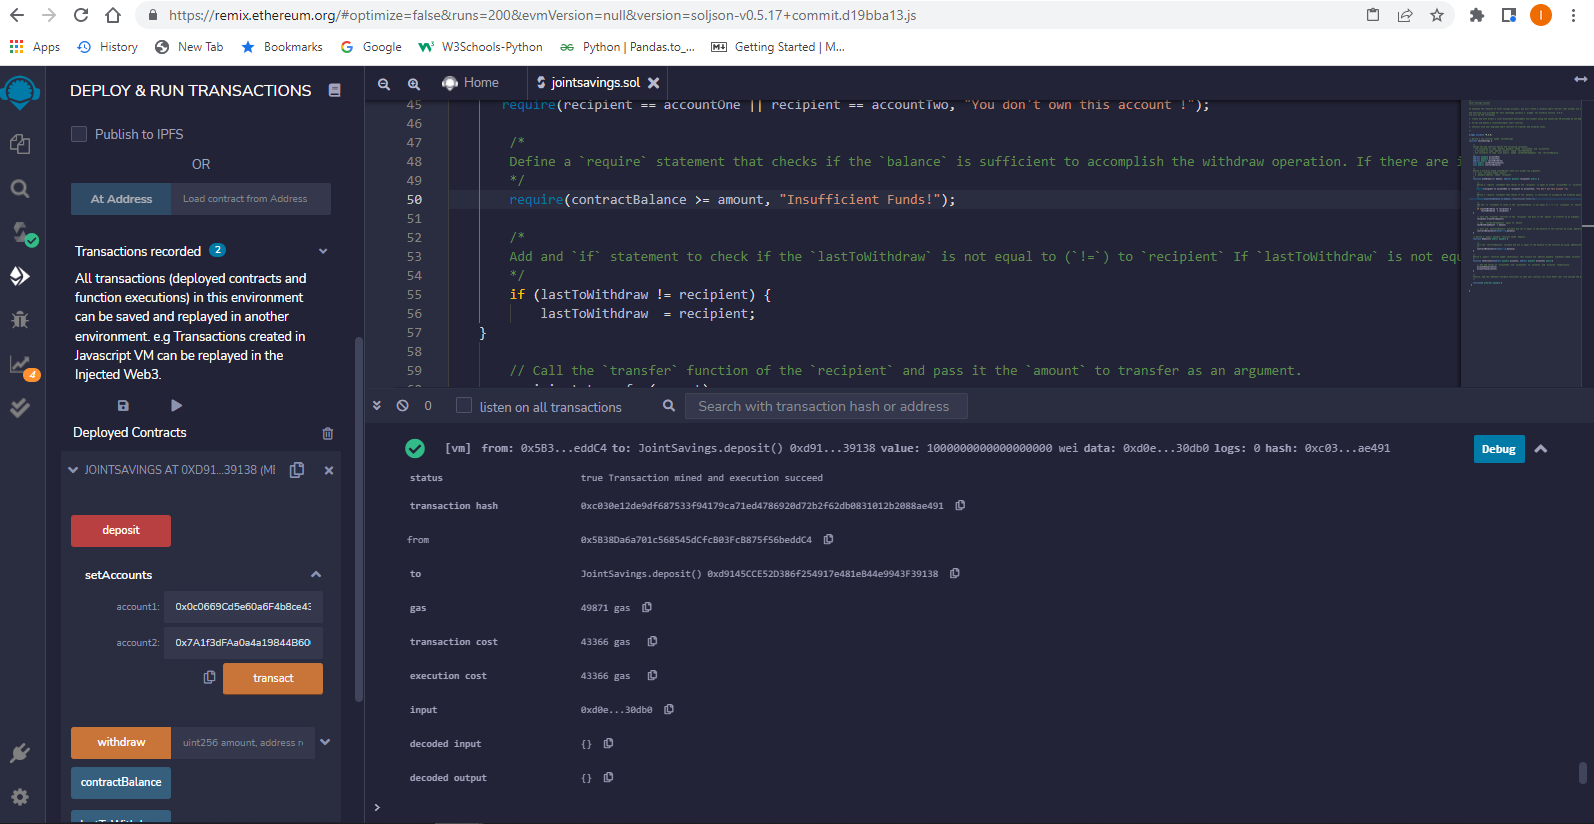 https://remix.ethereum.org/#optimize=false&runs=200&evmVersion=null&version=soljson-v0.5.17+commit.d19bba13.js
Apps History New Tab Bookmarks Google W3Schools-Python Python | Pandas.to_... Getting Started | M...
DEPLOY & RUN TRANSACTIONS
Publish to IPFS
OR
At Address Load contract from Address
Transactions recorded 2
All transactions (deployed contracts and
function executions) in this environment
can be saved and replayed in another
environment. e.g Transactions created in
Javascript VM can be replayed in the
Injected Web3.
4
Deployed Contracts
JOINTSAVINGS AT 0XD91...39138 (ME
deposit
setAccounts
account1: 0x0c0669Cd5e60a6F4b8ce43
account2: 0x7A1f3dFAa0a4a19844B60
transact
withdraw uint256 amount, address r
contractBalance
Home jointsavings.sol
45 require(recipient == accountOne || recipient == accountTwo, "You don't own this account !");
46
47 /*
48 Define a `require` statement that checks if the `balance` is sufficient to accomplish the withdraw operation. If there are i
49 */
50 require(contractBalance >= amount, "Insufficient Funds!");
51
52 /*
53 Add and `if` statement to check if the `lastToWithdraw` is not equal to (`!=`) to `recipient` If `lastToWithdraw` is not equ
54 */
55 if (lastToWithdraw != recipient) {
56 lastToWithdraw = recipient;
57 }
58
59 // Call the `transfer` function of the `recipient` and pass it the `amount` to transfer as an argument.
0 listen on all transactions Search with transaction hash or address
[vm] from: 0x5B3...eddC4 to: JointSavings.deposit() 0xd91...39138 value: 1000000000000000000 wei data: 0xd0e...30db0 logs: 0 hash: 0xc03...ae491 Debug
status true Transaction mined and execution succeed
transaction hash 0xc030e12de9df687533f94179ca71ed4786920d72b2f62db0831012b2088ae491
from 0x5B38Da6a701c568545dCfcB03FcB875f56beddC4
to JointSavings.deposit() 0xd9145CCE52D386f254917e481eB44e9943F39138
gas 49871 gas
transaction cost 43366 gas
execution cost 43366 gas
input 0xd0e...30db0
decoded input {}
decoded output {}
>